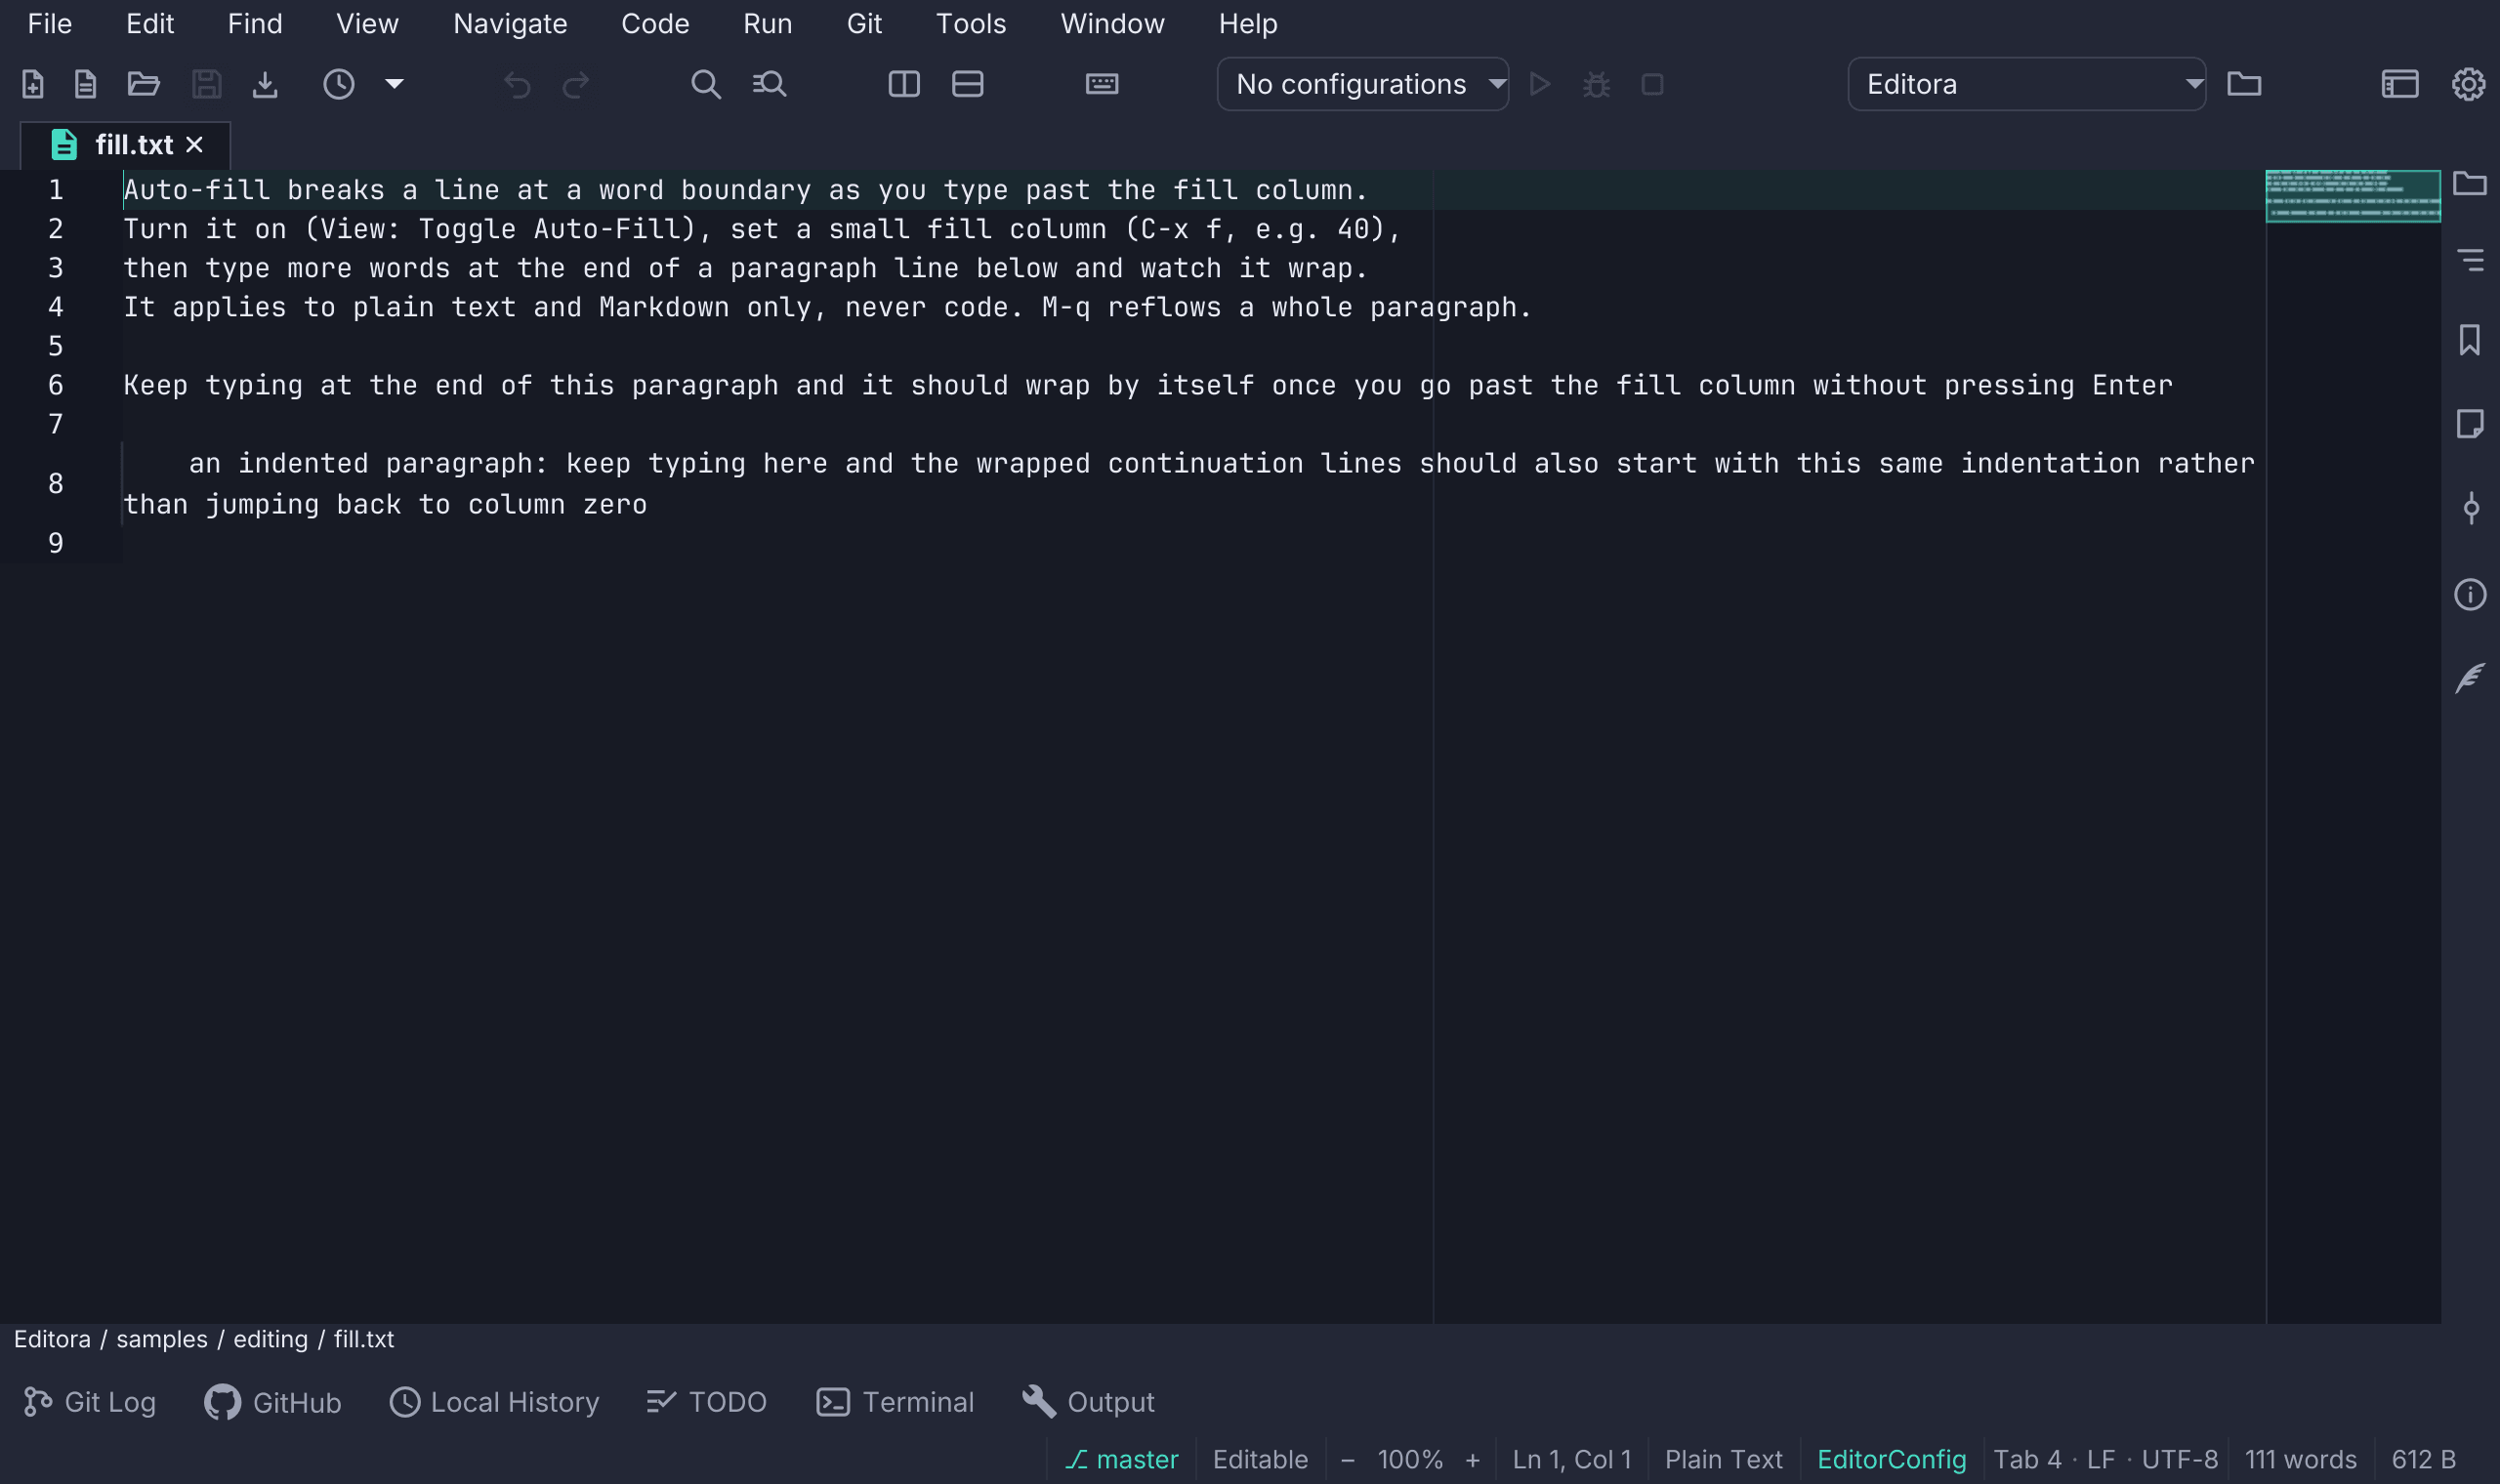 File Edit Find View Navigate Code Run Git Tools Window Help
No configurations Editora
fill.txt
1 Auto-fill breaks a line at a word boundary as you type past the fill column.
2 Turn it on (View: Toggle Auto-Fill), set a small fill column (C-x f, e.g. 40),
3 then type more words at the end of a paragraph line below and watch it wrap.
4 It applies to plain text and Markdown only, never code. M-q reflows a whole paragraph.
5
6 Keep typing at the end of this paragraph and it should wrap by itself once you go past the fill column without pressing Enter
7
8 an indented paragraph: keep typing here and the wrapped continuation lines should also start with this same indentation rather
than jumping back to column zero
9
Editora / samples / editing / fill.txt
Git Log GitHub Local History TODO Terminal Output
master Editable − 100% + Ln 1, Col 1 Plain Text EditorConfig Tab 4 · LF · UTF-8 111 words 612 B